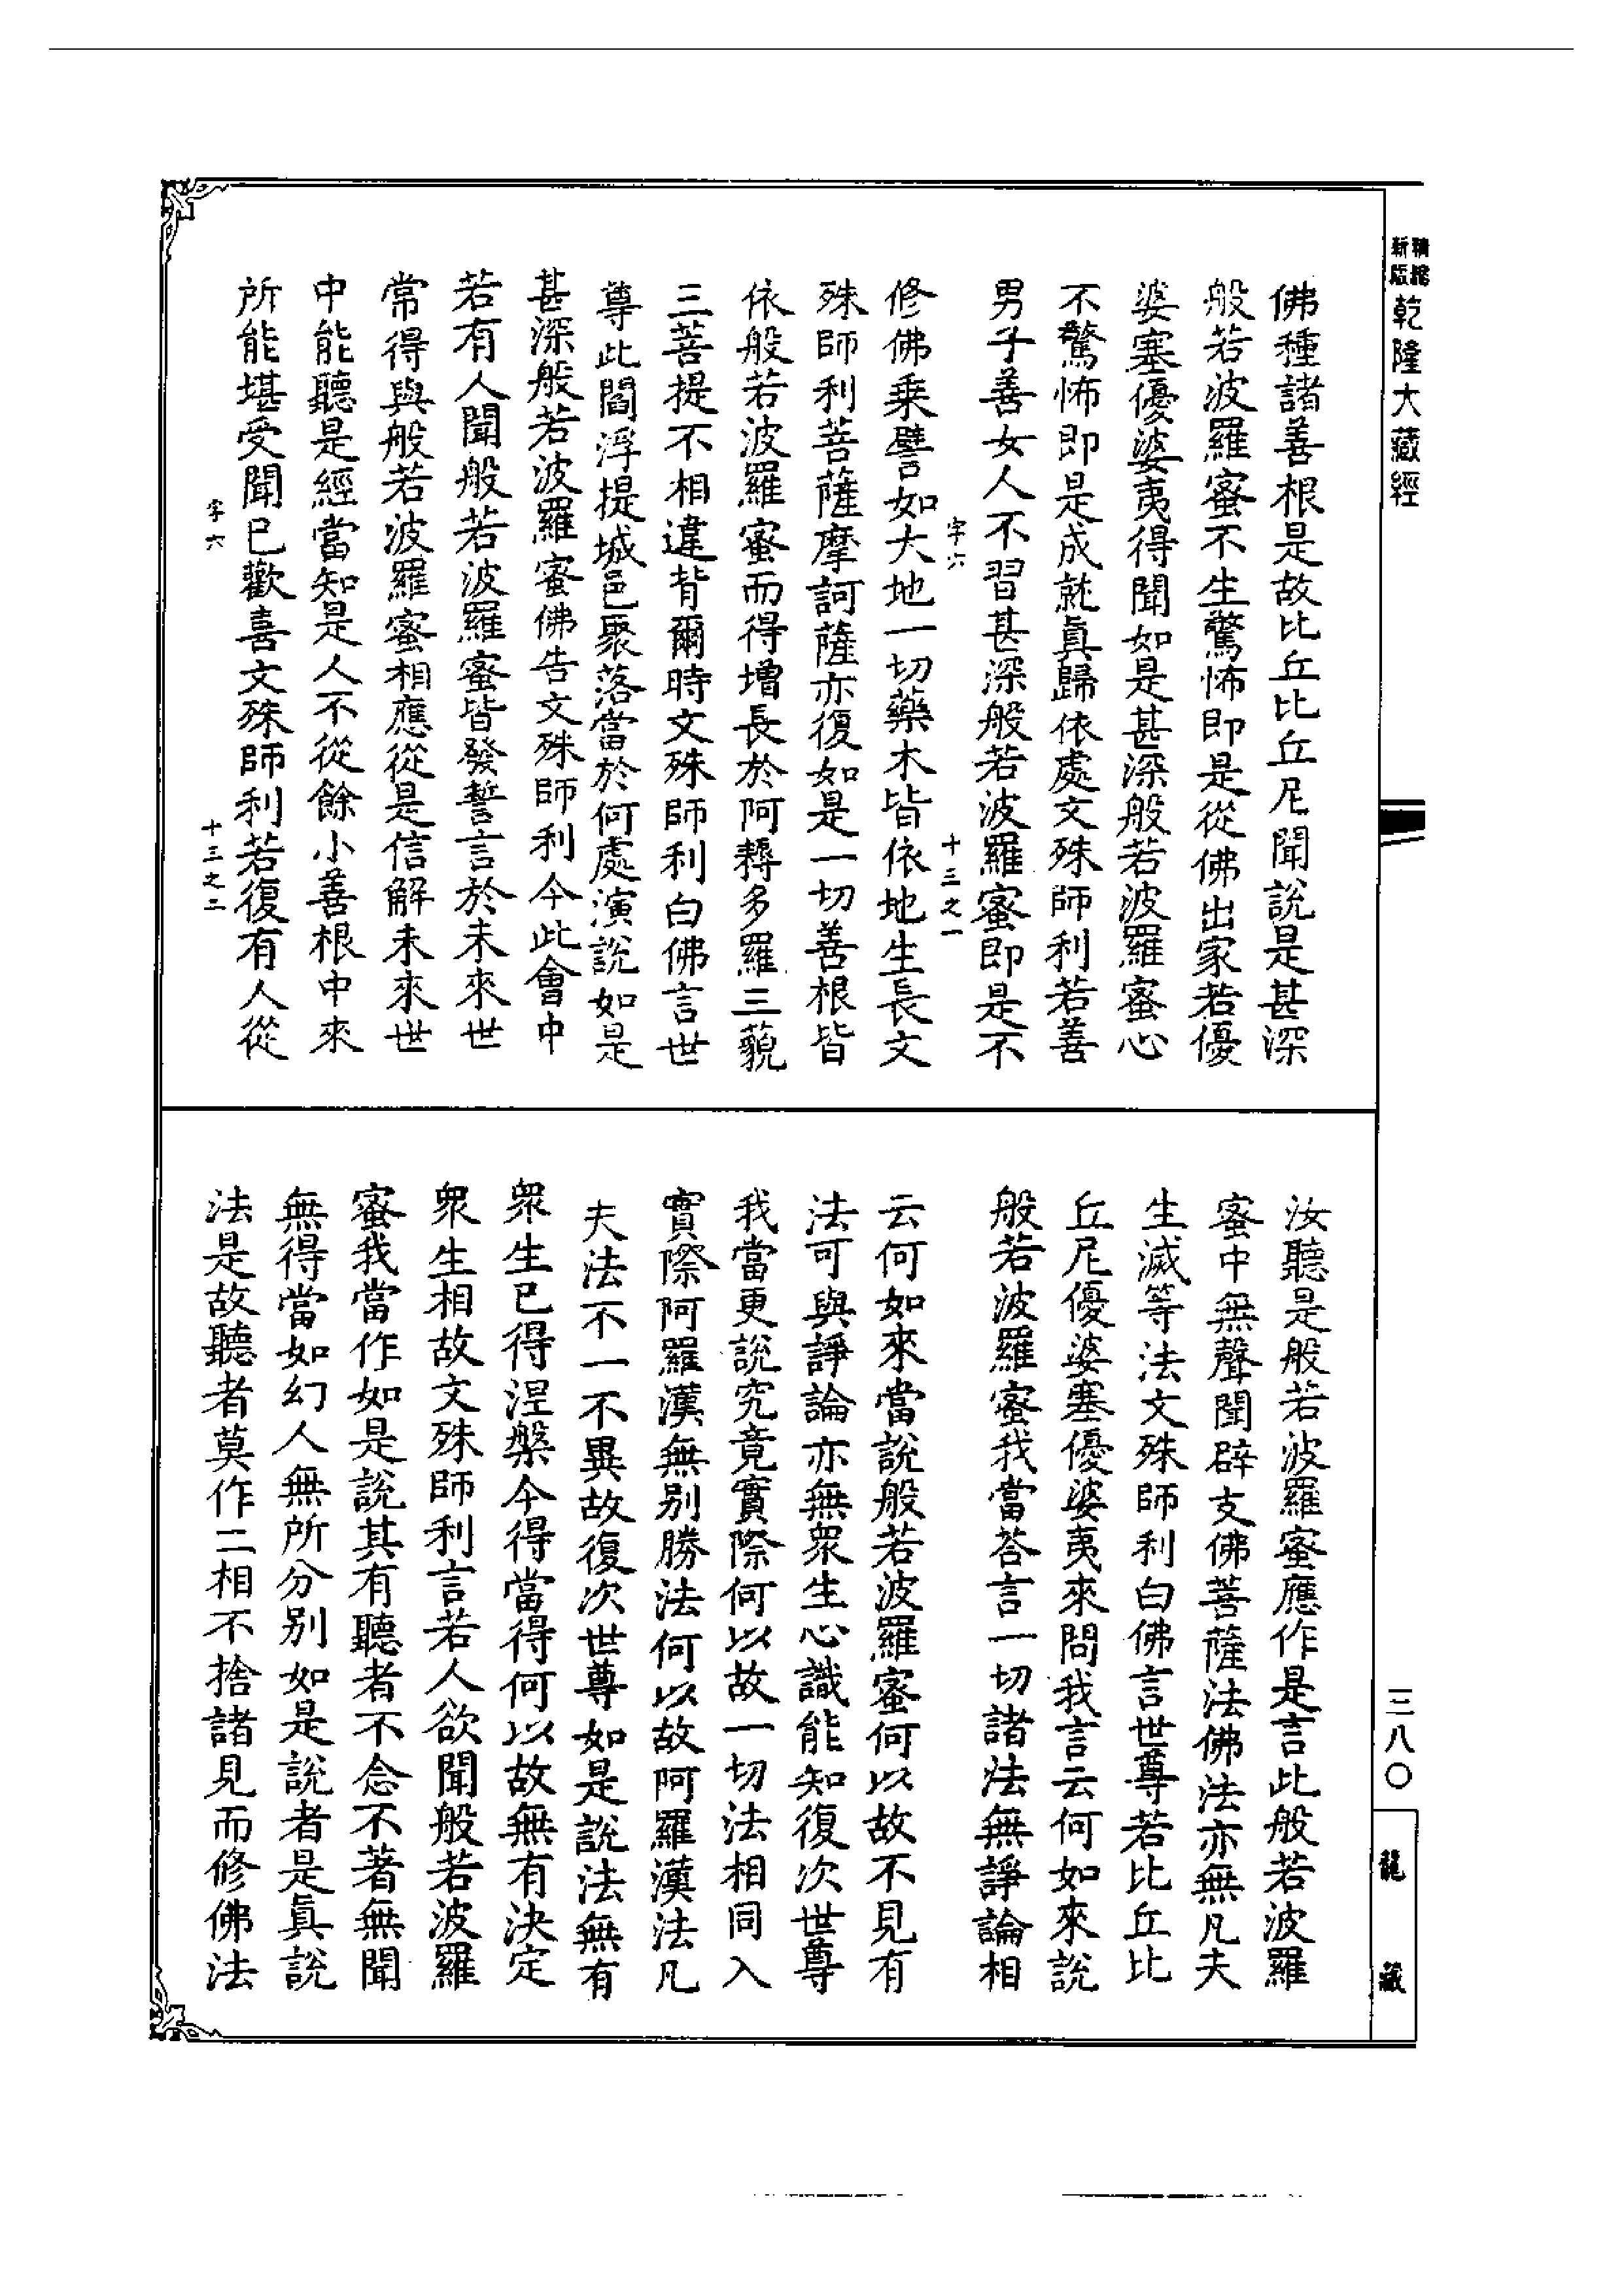 新版精縮乾隆大藏經
三八〇
龍藏
佛種諸善根是故比丘比丘尼聞說是甚深
般若波羅蜜不生驚怖即是從佛出家若優
婆塞優婆夷得聞如是甚深般若波羅蜜心
不驚怖即是成就真歸依處文殊師利若善
男子善女人不習甚深般若波羅蜜即是不
字六 十三之一
修佛乘譬如大地一切藥木皆依地生長文
殊師利菩薩摩訶薩亦復如是一切善根皆
依般若波羅蜜而得增長於阿耨多羅三藐
三菩提不相違背爾時文殊師利白佛言世
尊此閻浮提城邑聚落當於何處演說如是
甚深般若波羅蜜佛告文殊師利今此會中
若有人聞般若波羅蜜皆發誓言於未來世
常得與般若波羅蜜相應從是信解未來世
中能聽是經當知是人不從餘小善根中來
所能堪受聞已歡喜文殊師利若復有人從
字六 十三之二
汝聽是般若波羅蜜應作是言此般若波羅
蜜中無聲聞辟支佛菩薩法佛法亦無凡夫
生滅等法文殊師利白佛言世尊若比丘比
丘尼優婆塞優婆夷來問我言云何如來說
般若波羅蜜我當荅言一切諸法無諍論相
云何如來當說般若波羅蜜何以故不見有
法可與諍論亦無眾生心識能知復次世尊
我當更說究竟實際何以故一切法相同入
實際阿羅漢無別勝法何以故阿羅漢法凡
夫法不一不異故復次世尊如是說法無有
眾生已得涅槃今得當得何以故無有決定
眾生相故文殊師利言若人欲聞般若波羅
蜜我當作如是說其有聽者不念不著無聞
無得當如幻人無所分別如是說者是真說
法是故聽者莫作二相不捨諸見而修佛法